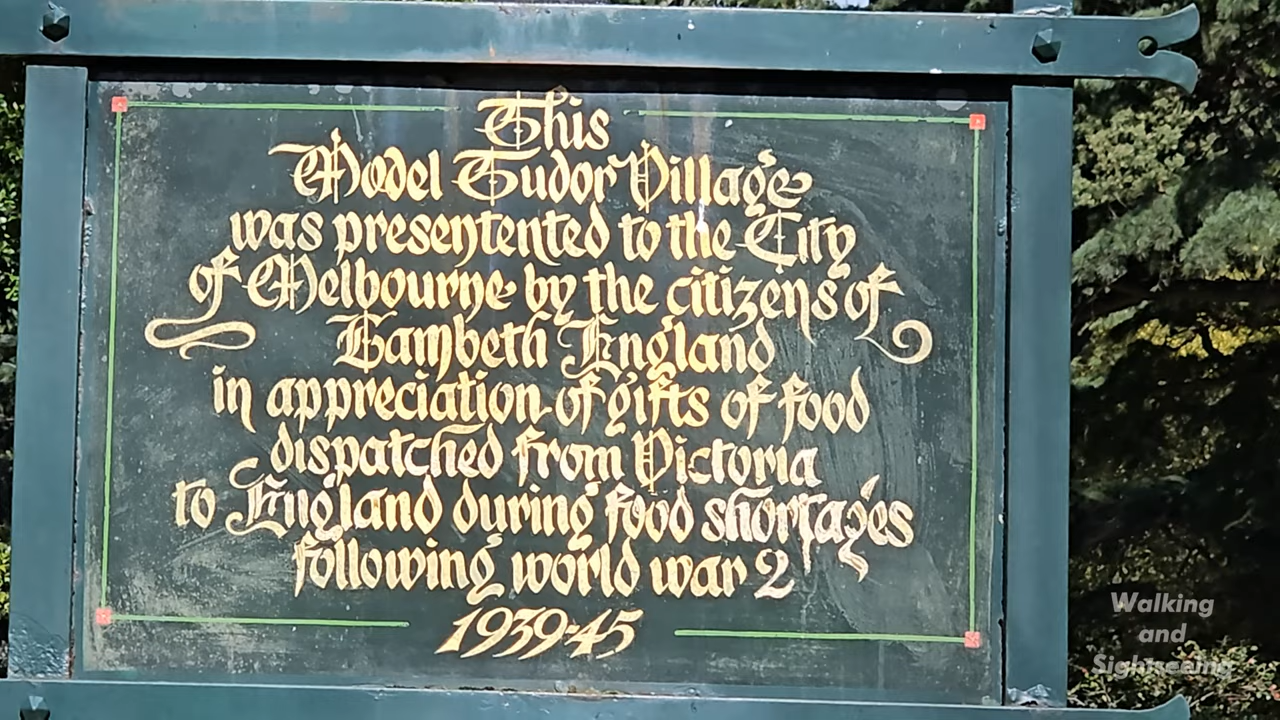 This
Model Tudor Village
was presentented to the City
of Melbourne by the citizens of
Lambeth England
in appreciation of gifts of food
dispatched from Victoria
to England during food shortages
following world war 2
1939-45
Walking
and
Sightseeing